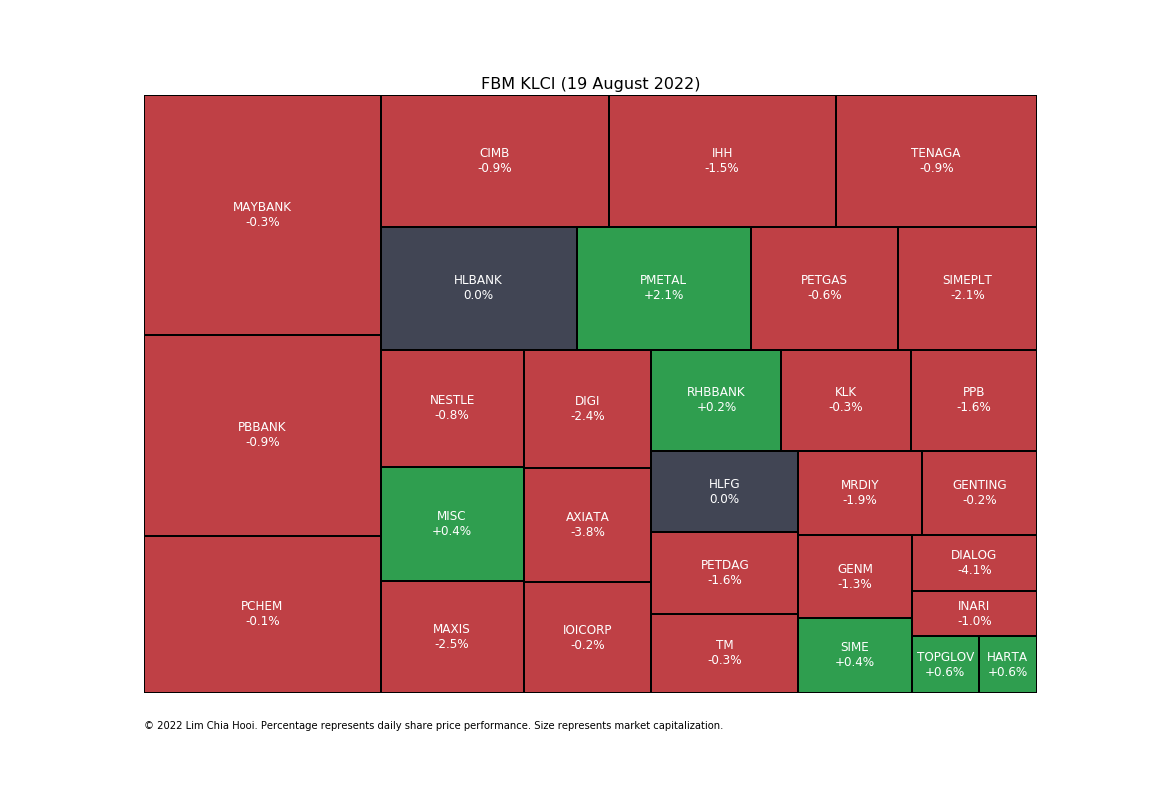 FBM KLCI (19 August 2022)
MAYBANK
-0.3%
CIMB
-0.9%
IHH
-1.5%
TENAGA
-0.9%
HLBANK
0.0%
PMETAL
+2.1%
PETGAS
-0.6%
SIMEPLT
-2.1%
PBBANK
-0.9%
NESTLE
-0.8%
DIGI
-2.4%
RHBBANK
+0.2%
KLK
-0.3%
PPB
-1.6%
HLFG
0.0%
MRDIY
-1.9%
GENTING
-0.2%
MISC
+0.4%
AXIATA
-3.8%
PETDAG
-1.6%
GENM
-1.3%
DIALOG
-4.1%
INARI
-1.0%
PCHEM
-0.1%
MAXIS
-2.5%
IOICORP
-0.2%
TM
-0.3%
SIME
+0.4%
TOPGLOV
+0.6%
HARTA
+0.6%
© 2022 Lim Chia Hooi. Percentage represents daily share price performance. Size represents market capitalization.